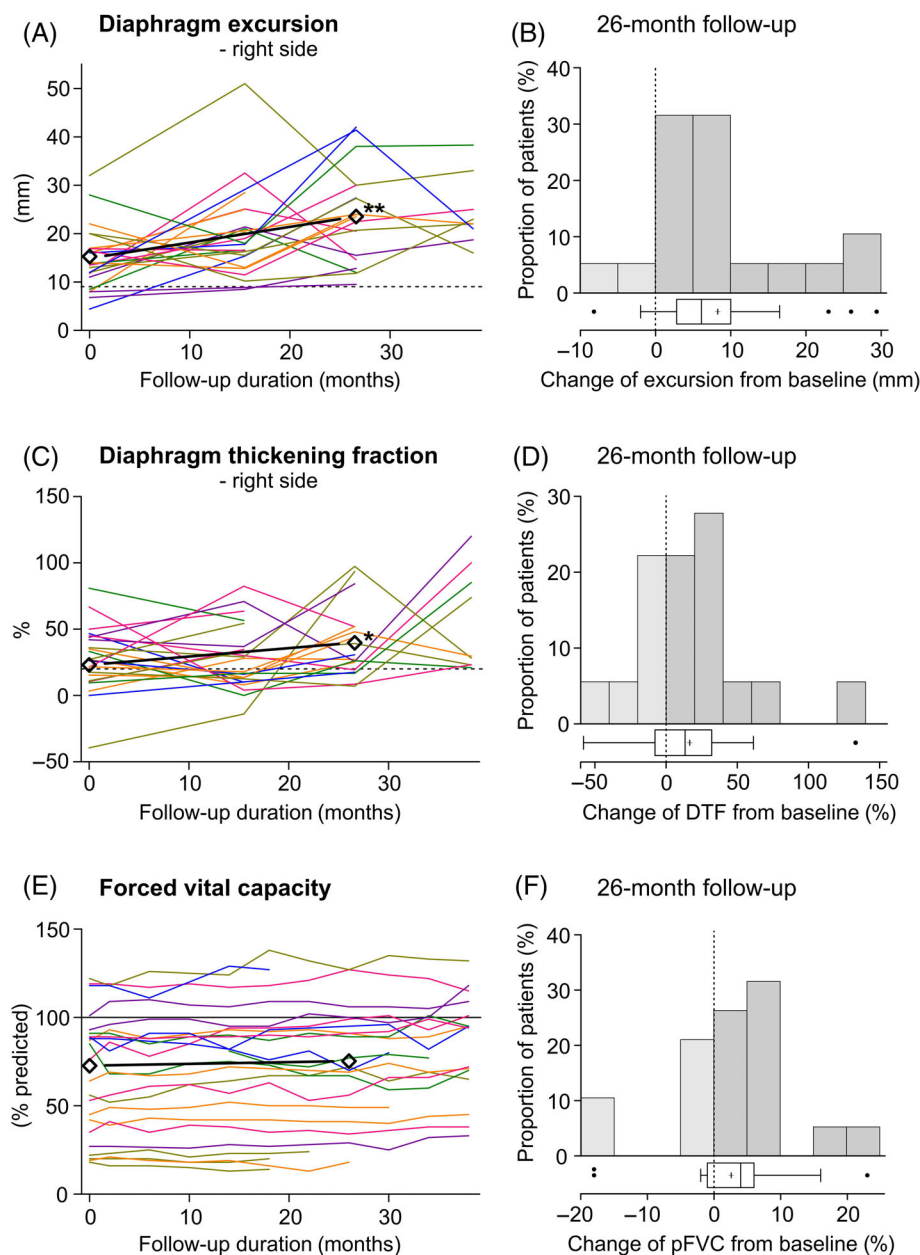 (A)
Diaphragm excursion
- right side
50
40
30
20
10
0
(mm)
**
0
10
20
30
Follow-up duration (months)
(B)
26-month follow-up
40
30
20
10
0
Proportion of patients (%)
–10
0
10
20
30
Change of excursion from baseline (mm)
(C)
Diaphragm thickening fraction
- right side
150
100
50
0
–50
%
*
0
10
20
30
Follow-up duration (months)
(D)
26-month follow-up
30
20
10
0
Proportion of patients (%)
–50
0
50
100
150
Change of DTF from baseline (%)
(E)
Forced vital capacity
150
100
50
0
(% predicted)
0
10
20
30
Follow-up duration (months)
(F)
26-month follow-up
40
30
20
10
0
Proportion of patients (%)
–20
–10
0
10
20
Change of pFVC from baseline (%)